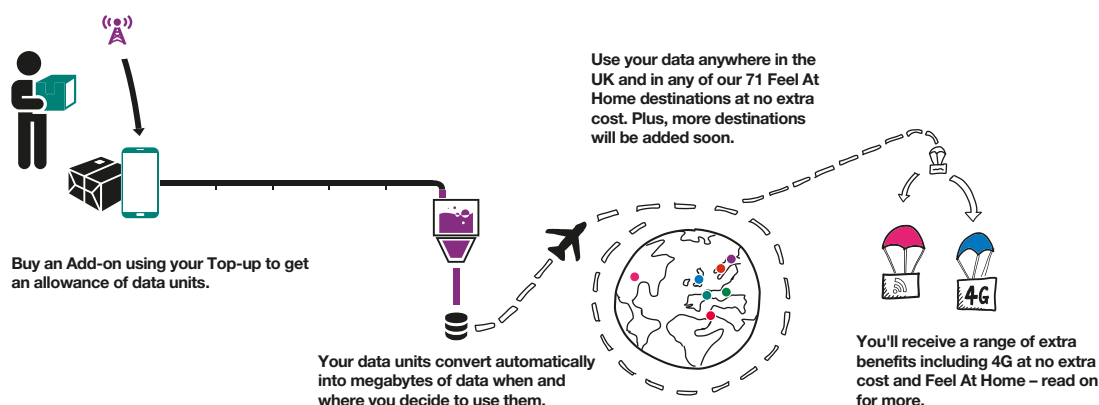 Buy an Add-on using your Top-up to get
an allowance of data units.
Your data units convert automatically
into megabytes of data when and
where you decide to use them.
Use your data anywhere in the
UK and in any of our 71 Feel At
Home destinations at no extra
cost. Plus, more destinations
will be added soon.
4G
You'll receive a range of extra
benefits including 4G at no extra
cost and Feel At Home – read on
for more.